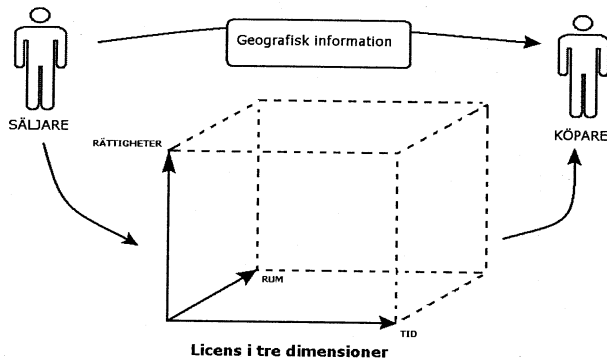 Geografisk information
SÄLJARE
KÖPARE
RÄTTIGHETER
RUM
TID
Licens i tre dimensioner